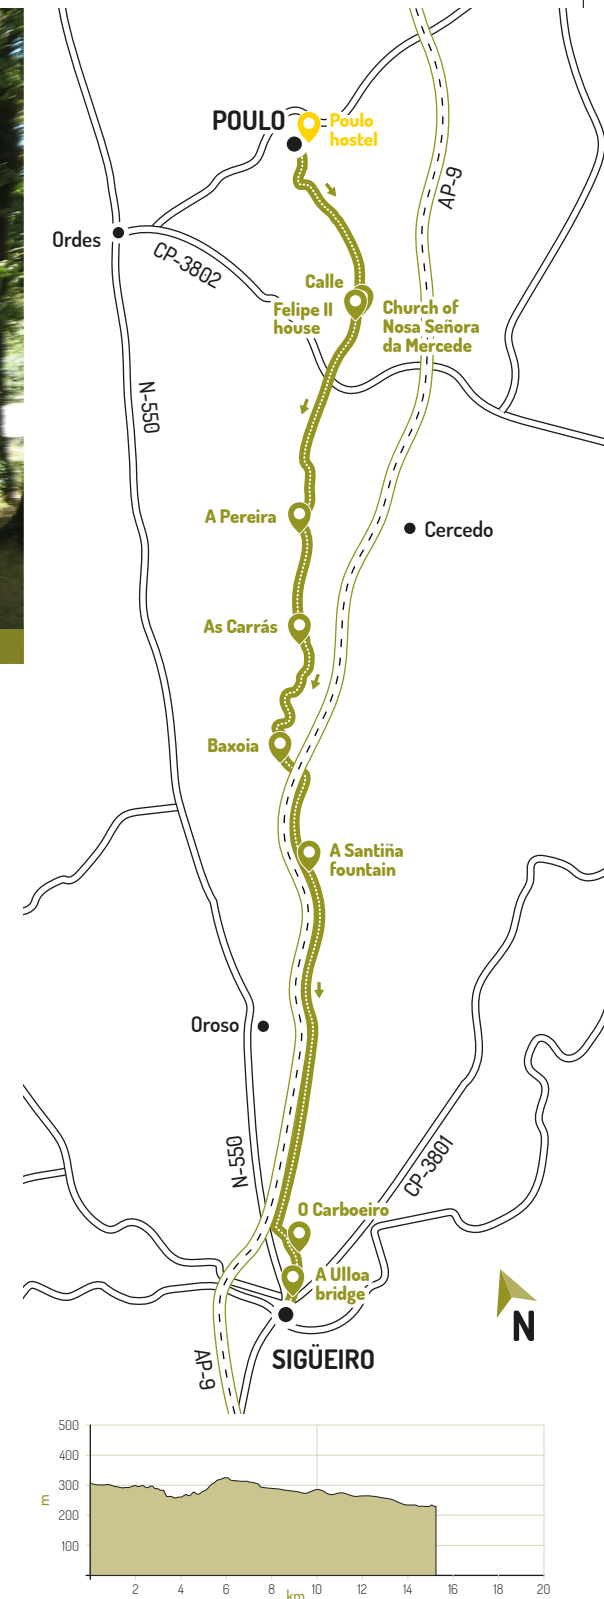 POULO
Poulo
hostel
AP-9
Ordes
CP-3802
Calle
Felipe II
house
Church of
Nosa Señora
da Mercede
N-550
A Pereira
Cercedo
As Carrás
Baxoia
A Santiña
fountain
Oroso
N-550
CP-3801
O Carboeiro
A Ulloa
bridge
N
SIGÜEIRO
AP-9
500
400
300
200
100
m
2
4
6
8
10
12
14
16
18
20
km